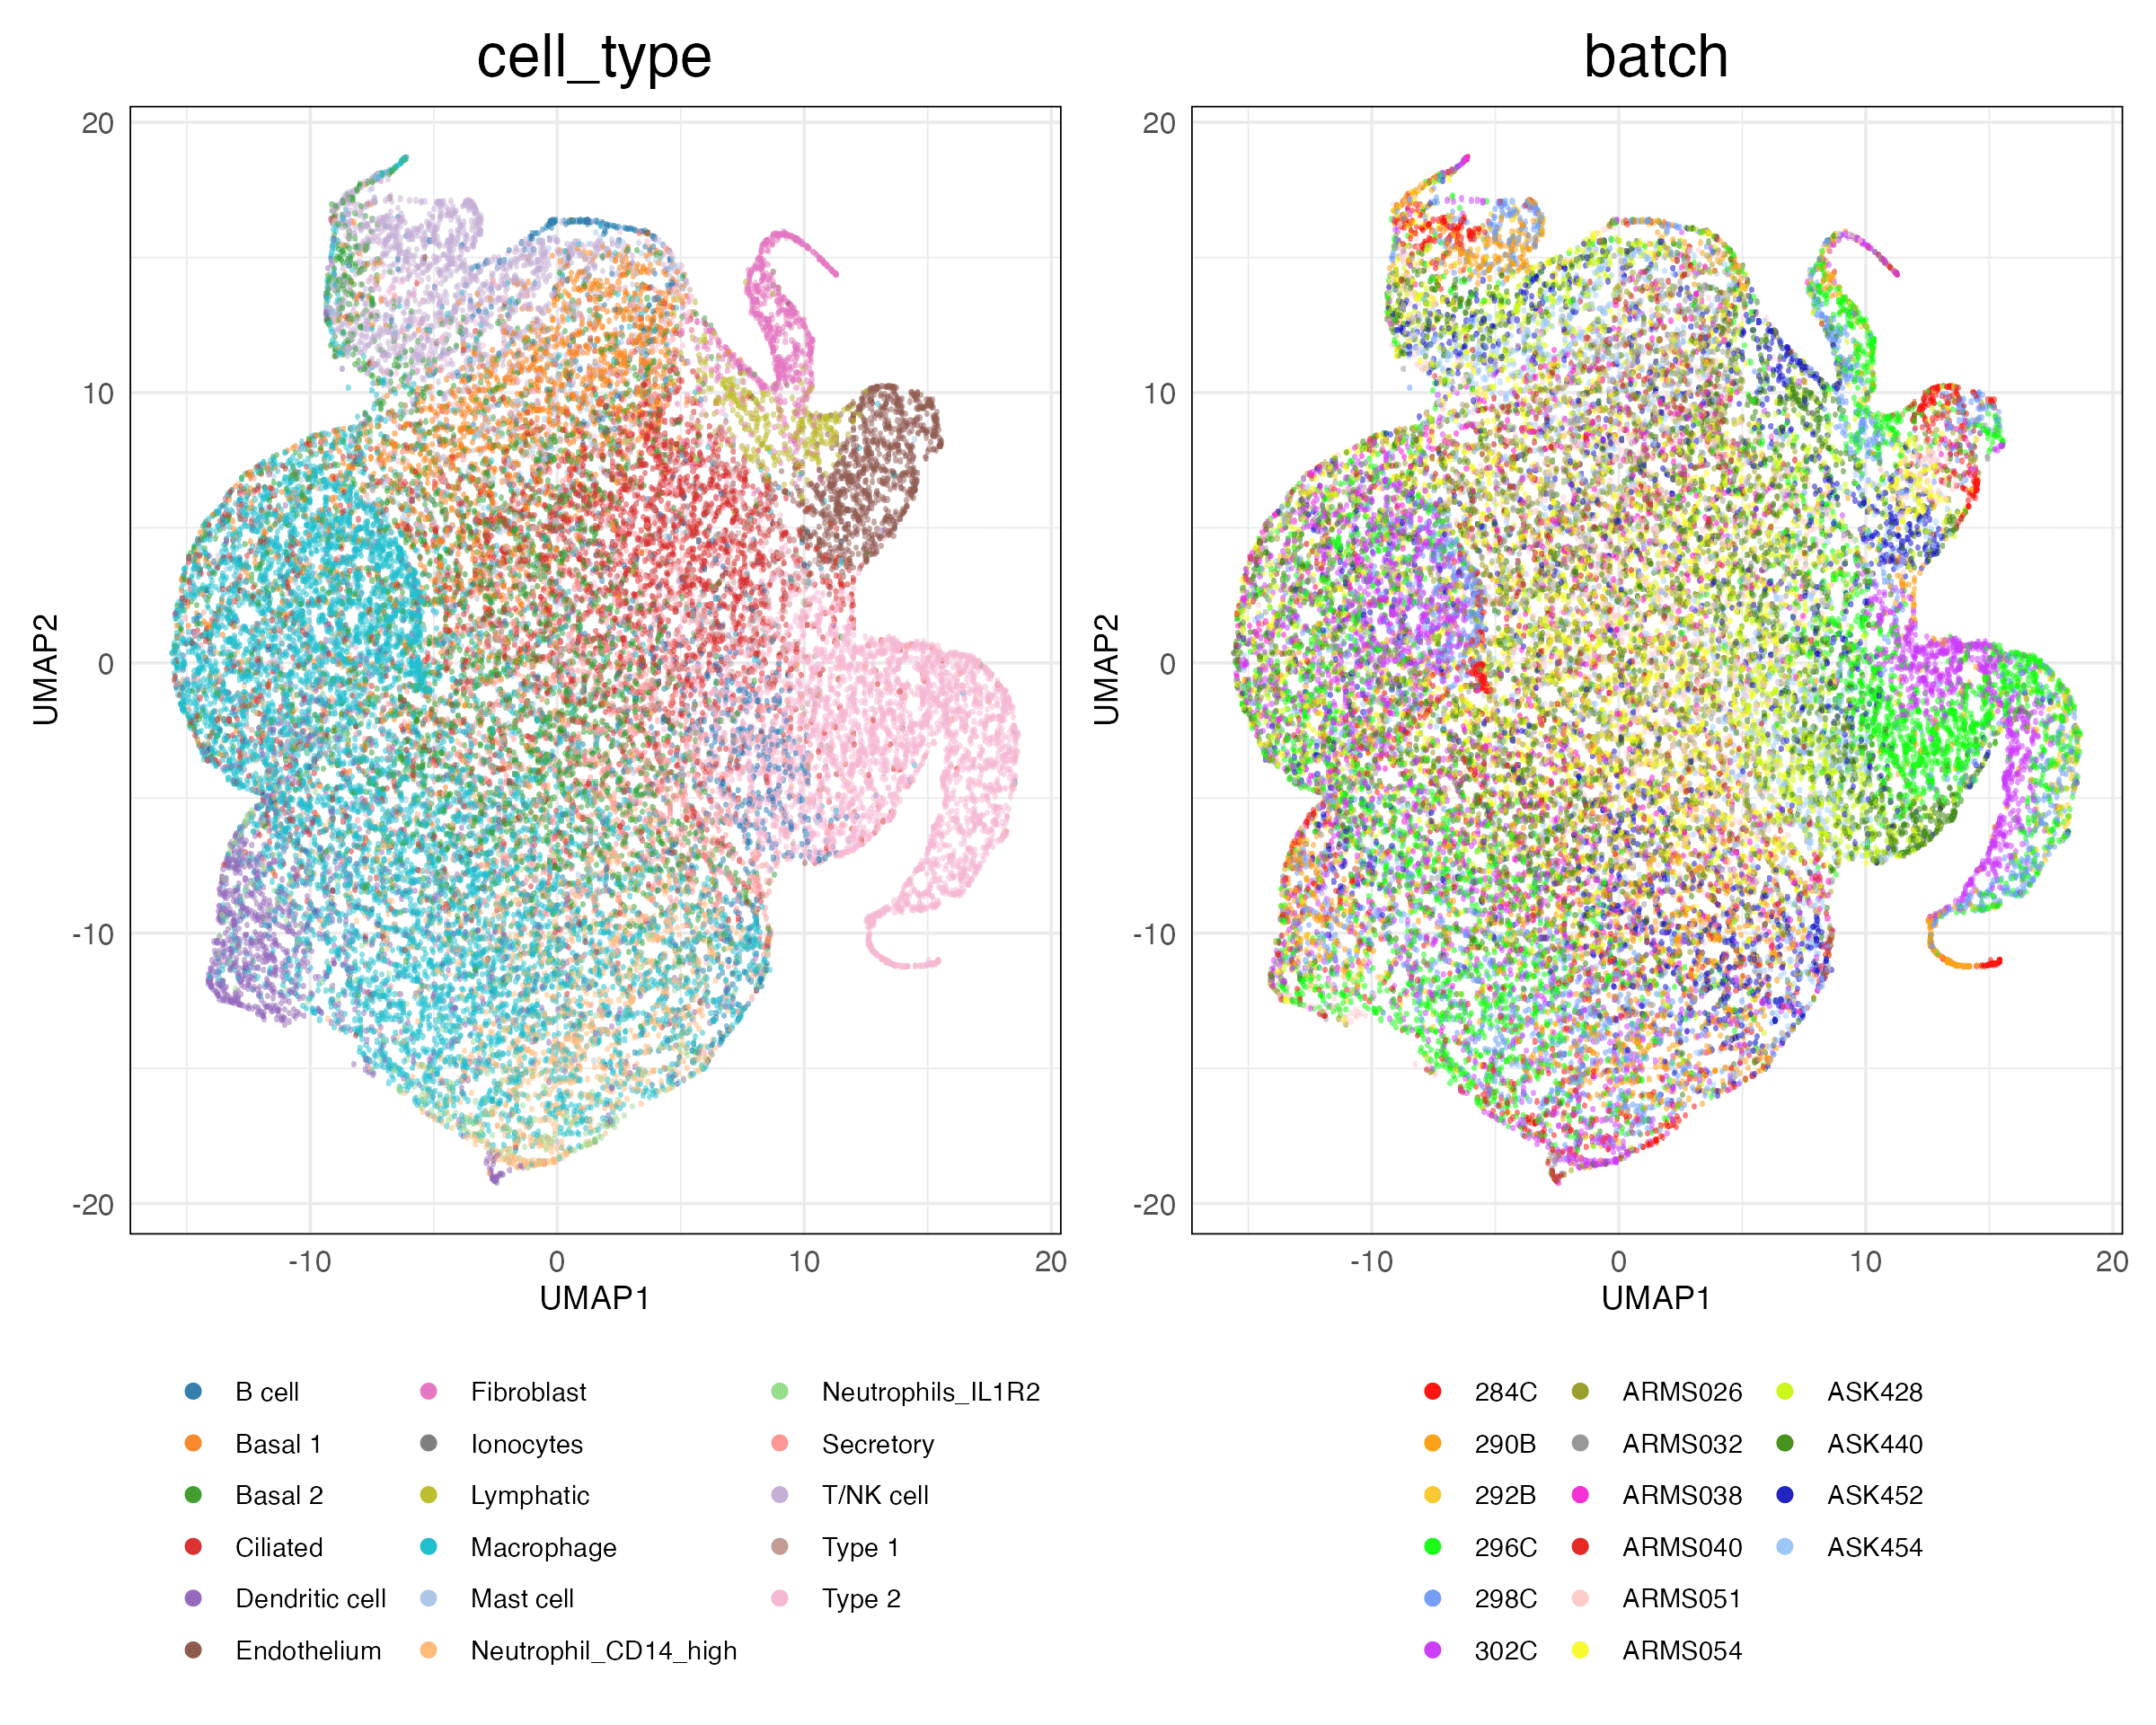 cell_type
batch
20
10
0
-10
-20
UMAP2
-10 0 10 20
UMAP1
20
10
0
-10
-20
UMAP2
-10 0 10 20
UMAP1
B cell
Basal 1
Basal 2
Ciliated
Dendritic cell
Endothelium
Fibroblast
Ionocytes
Lymphatic
Macrophage
Mast cell
Neutrophil_CD14_high
Neutrophils_IL1R2
Secretory
T/NK cell
Type 1
Type 2
284C
290B
292B
296C
298C
302C
ARMS026
ARMS032
ARMS038
ARMS040
ARMS051
ARMS054
ASK428
ASK440
ASK452
ASK454